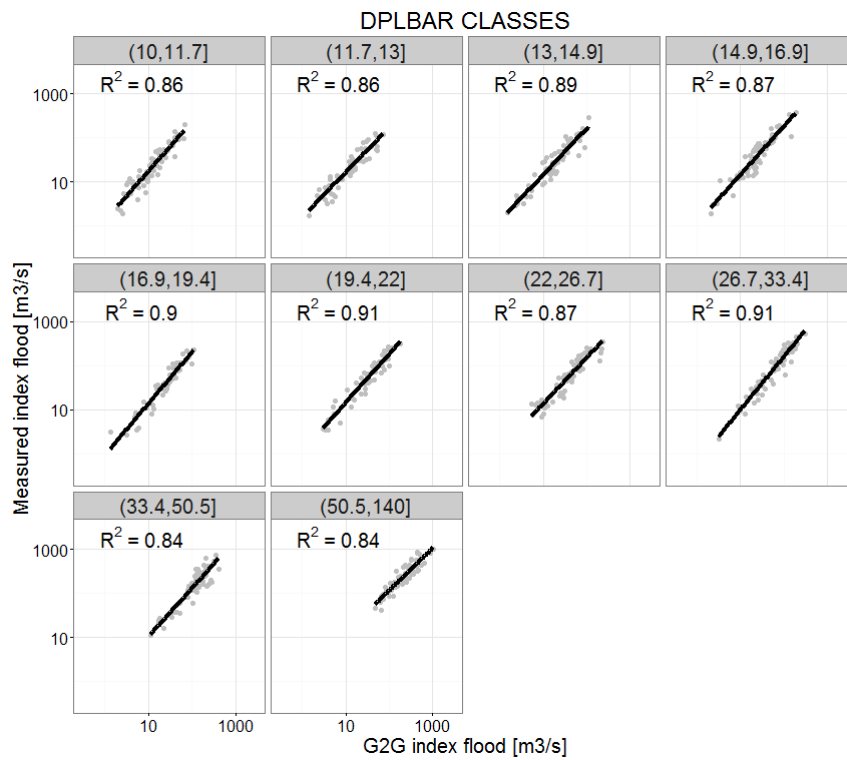 DPLBAR CLASSES
(10,11.7] (11.7,13] (13,14.9] (14.9,16.9]
R² = 0.86 R² = 0.86 R² = 0.89 R² = 0.87
1000
10
(16.9,19.4] (19.4,22] (22,26.7] (26.7,33.4]
R² = 0.9 R² = 0.91 R² = 0.87 R² = 0.91
1000
10
(33.4,50.5] (50.5,140]
R² = 0.84 R² = 0.84
1000
10
10 1000 10 1000
G2G index flood [m3/s]
Measured index flood [m3/s]